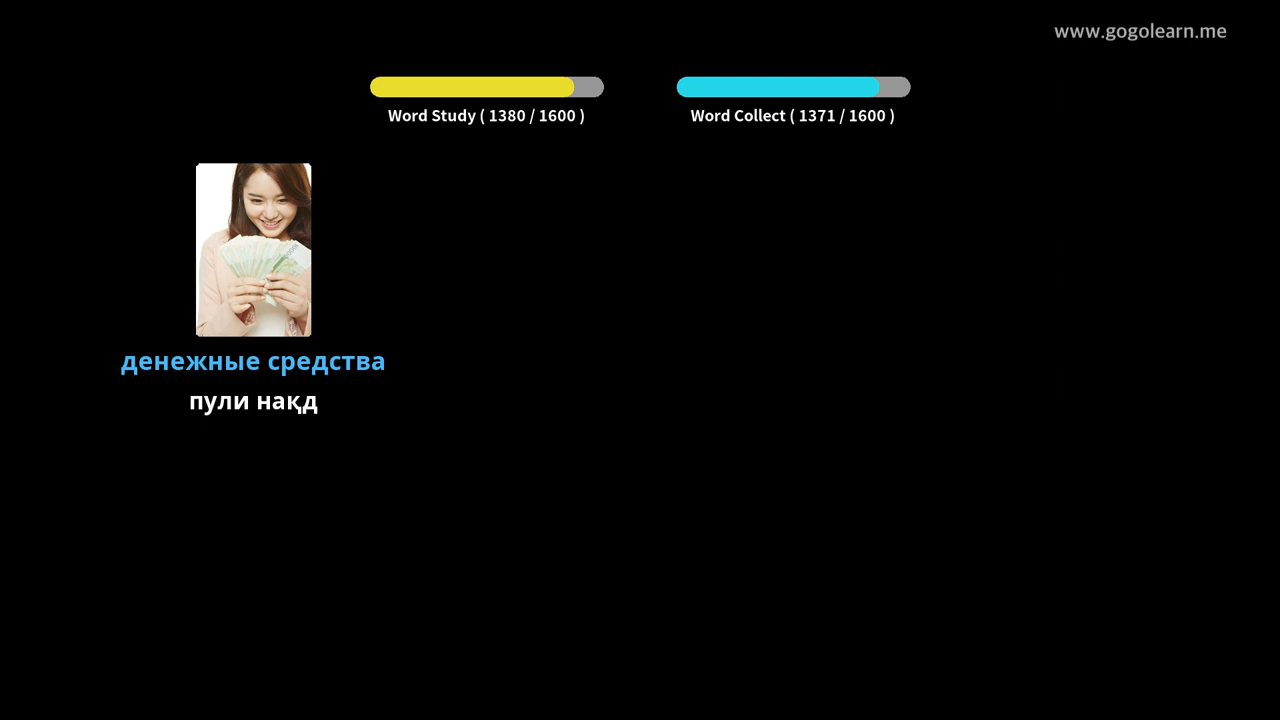 www.gogolearn.me
Word Study ( 1380 / 1600 )
Word Collect ( 1371 / 1600 )
денежные средства
пули нақд